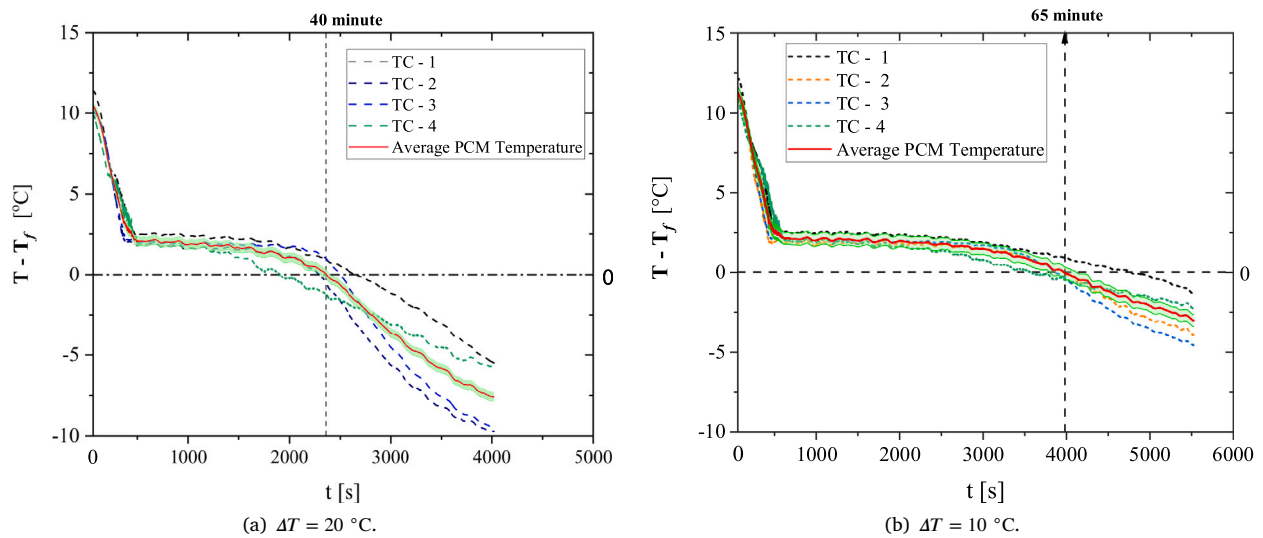 40 minute
15
10
5
0
-5
-10
T - T_f [°C]
0 1000 2000 3000 4000 5000
t [s]
TC - 1
TC - 2
TC - 3
TC - 4
Average PCM Temperature
0
(a) ΔT = 20 °C.
65 minute
15
10
5
0
-5
-10
T - T_f [°C]
0 1000 2000 3000 4000 5000 6000
t [s]
TC - 1
TC - 2
TC - 3
TC - 4
Average PCM Temperature
0
(b) ΔT = 10 °C.